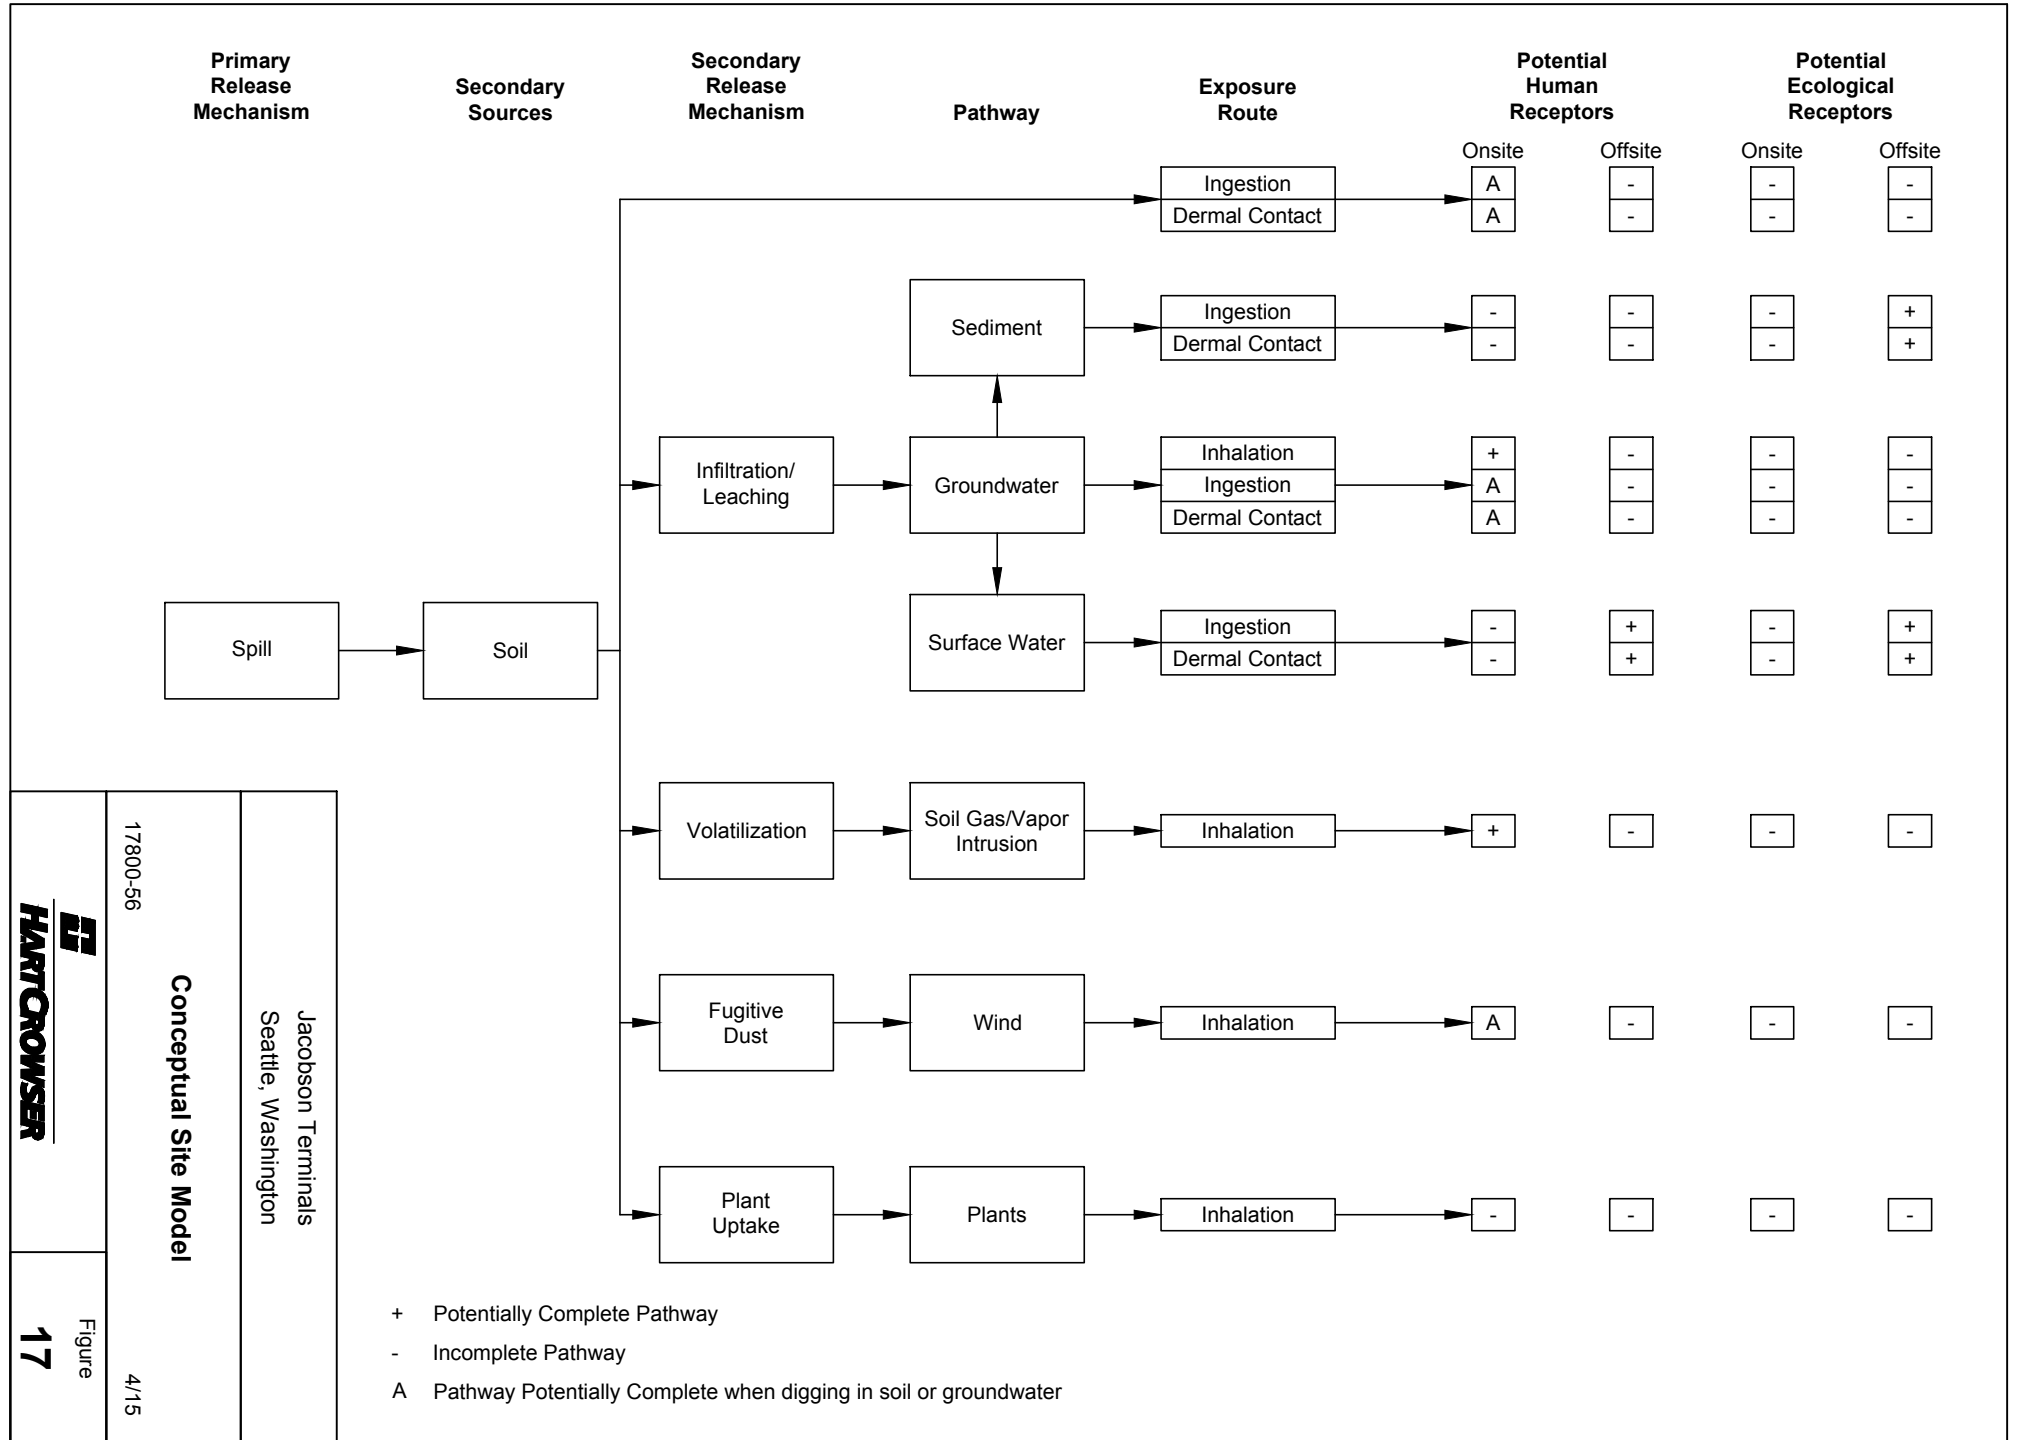 Primary
Release
Mechanism
Secondary
Sources
Secondary
Release
Mechanism
Pathway
Exposure
Route
Potential
Human
Receptors
Potential
Ecological
Receptors
Onsite Offsite Onsite Offsite
Ingestion A - - -
Dermal Contact A - - -
Sediment
Ingestion - - - +
Dermal Contact - - - +
Infiltration/
Leaching
Groundwater
Inhalation + - - -
Ingestion A - - -
Dermal Contact A - - -
Spill
Soil
Surface Water
Ingestion - + - +
Dermal Contact - + - +
Volatilization
Soil Gas/Vapor
Intrusion
Inhalation + - - -
Fugitive
Dust
Wind
Inhalation A - - -
Plant
Uptake
Plants
Inhalation - - - -
+ Potentially Complete Pathway
- Incomplete Pathway
A Pathway Potentially Complete when digging in soil or groundwater
Jacobson Terminals
Seattle, Washington
Conceptual Site Model
17800-56 4/15
HARTCROWSER
Figure
17